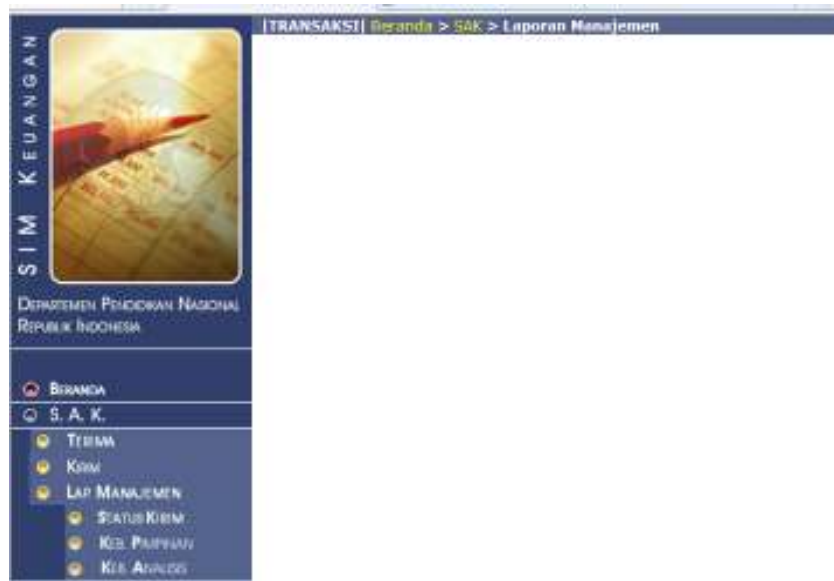 [TRANSAKSI] Beranda > SAK > Laporan Manajemen
SIM KEUANGAN
DEPARTEMEN PENDIDIKAN NASIONAL
REPUBLIK INDONESIA
BERANDA
S. A. K.
TERIMA
KIRIM
LAP MANAJEMEN
STATUS KIRIM
KEB. PIMPINAN
KEB. ANALISIS